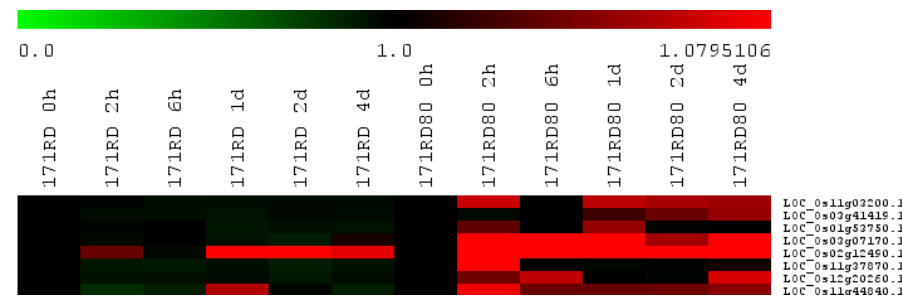 0.0 1.0 1.0795106
171RD 0h
171RD 2h
171RD 6h
171RD 1d
171RD 2d
171RD 4d
171RD80 0h
171RD80 2h
171RD80 6h
171RD80 1d
171RD80 2d
171RD80 4d
LOC_Os11g03200.1
LOC_Os03g41419.1
LOC_Os01g53750.1
LOC_Os03g07170.1
LOC_Os02g12490.1
LOC_Os11g37870.1
LOC_Os12g20260.1
LOC_Os11g44840.1